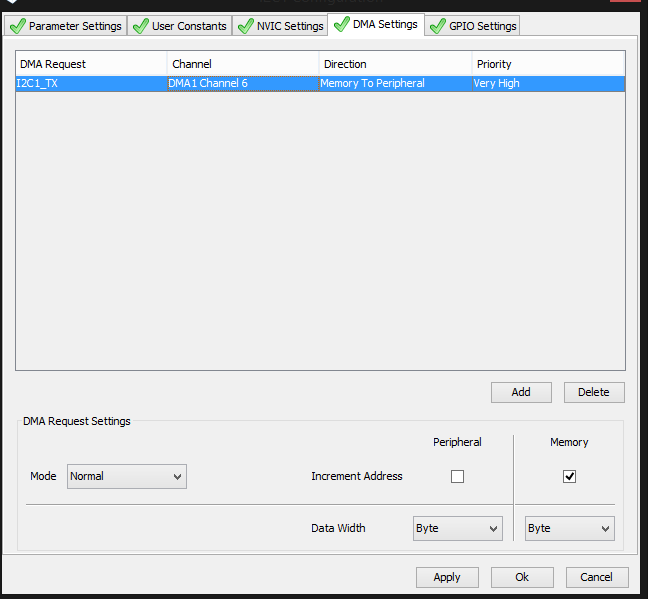 Parameter Settings User Constants NVIC Settings DMA Settings GPIO Settings
DMA Request Channel Direction Priority
I2C1_TX DMA1 Channel 6 Memory To Peripheral Very High
Add Delete
DMA Request Settings
Peripheral Memory
Mode Normal Increment Address
Data Width Byte Byte
Apply Ok Cancel